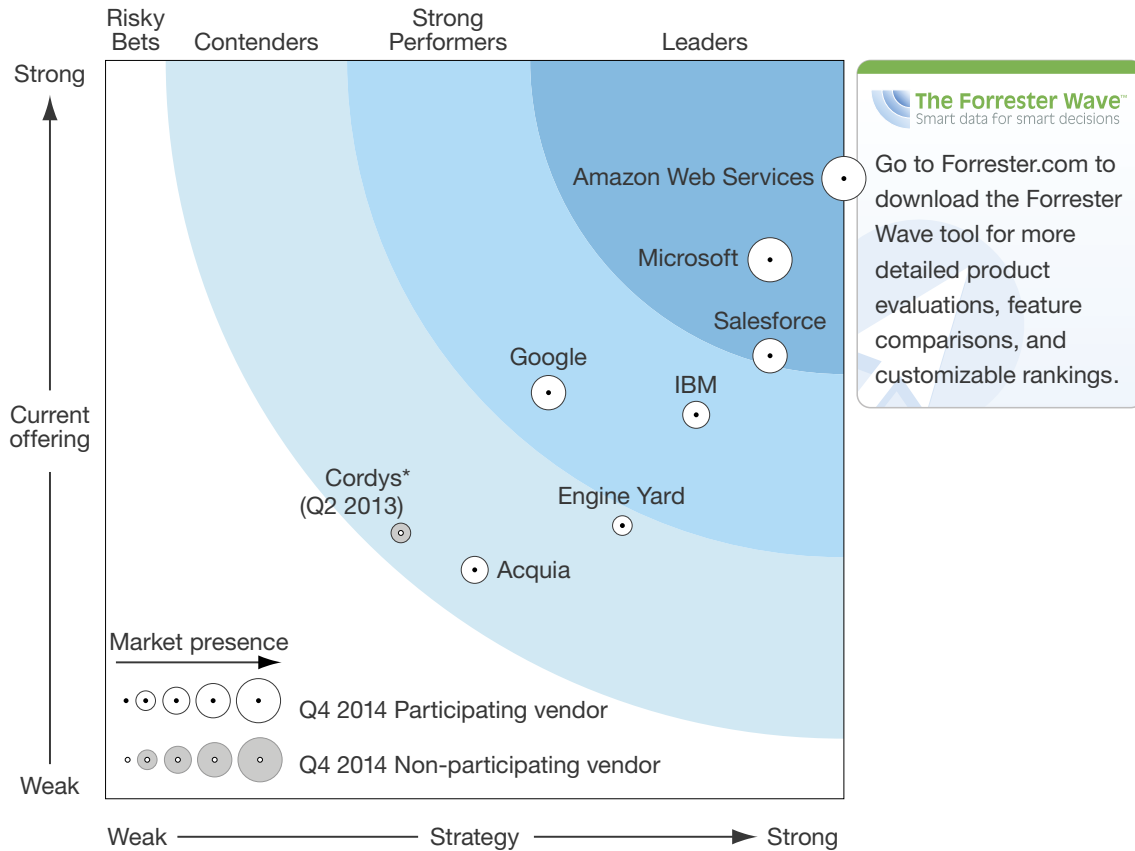 Risky
Bets
Contenders
Strong
Performers
Leaders
Strong
Current
offering
Weak
The Forrester Wave™
Smart data for smart decisions
Go to Forrester.com to
download the Forrester
Wave tool for more
detailed product
evaluations, feature
comparisons, and
customizable rankings.
Amazon Web Services
Microsoft
Salesforce
Google
IBM
Cordys*
(Q2 2013)
Engine Yard
Acquia
Market presence
Q4 2014 Participating vendor
Q4 2014 Non-participating vendor
Weak
Strategy
Strong